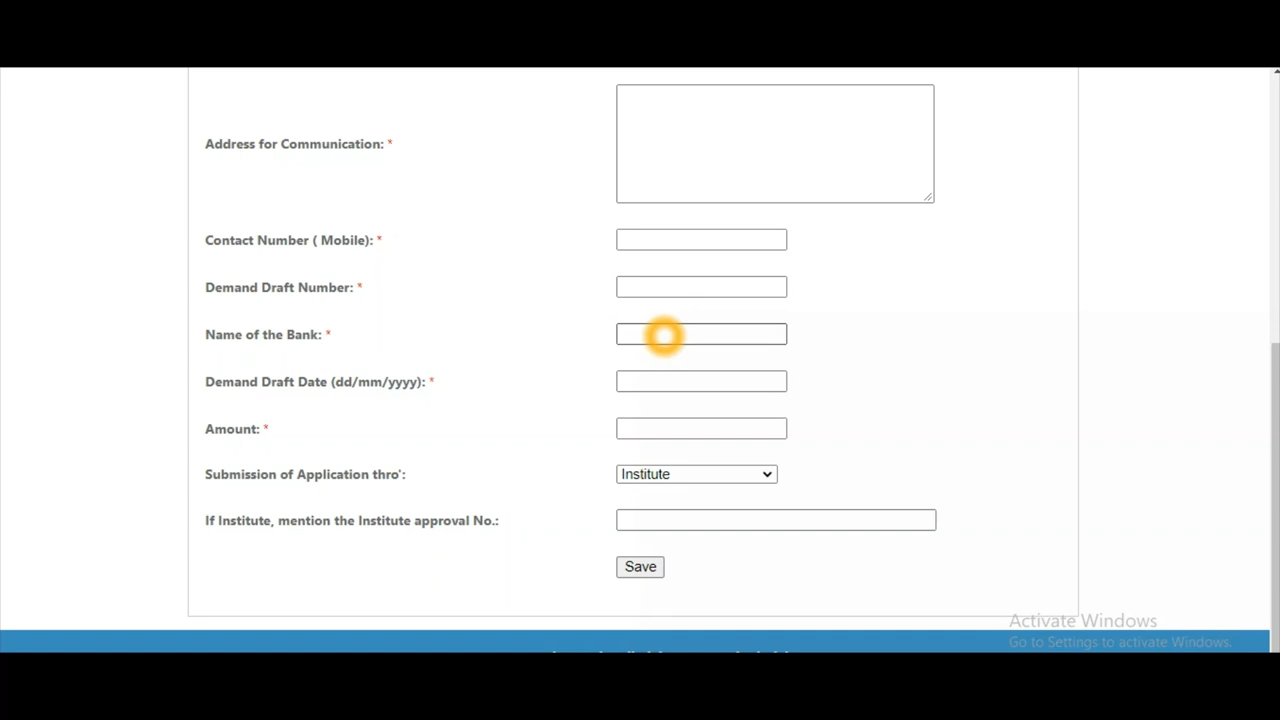 Address for Communication: *
Contact Number ( Mobile): *
Demand Draft Number: *
Name of the Bank: *
Demand Draft Date (dd/mm/yyyy): *
Amount: *
Submission of Application thro': Institute
If Institute, mention the Institute approval No.:
Save
Activate Windows
Go to Settings to activate Windows.